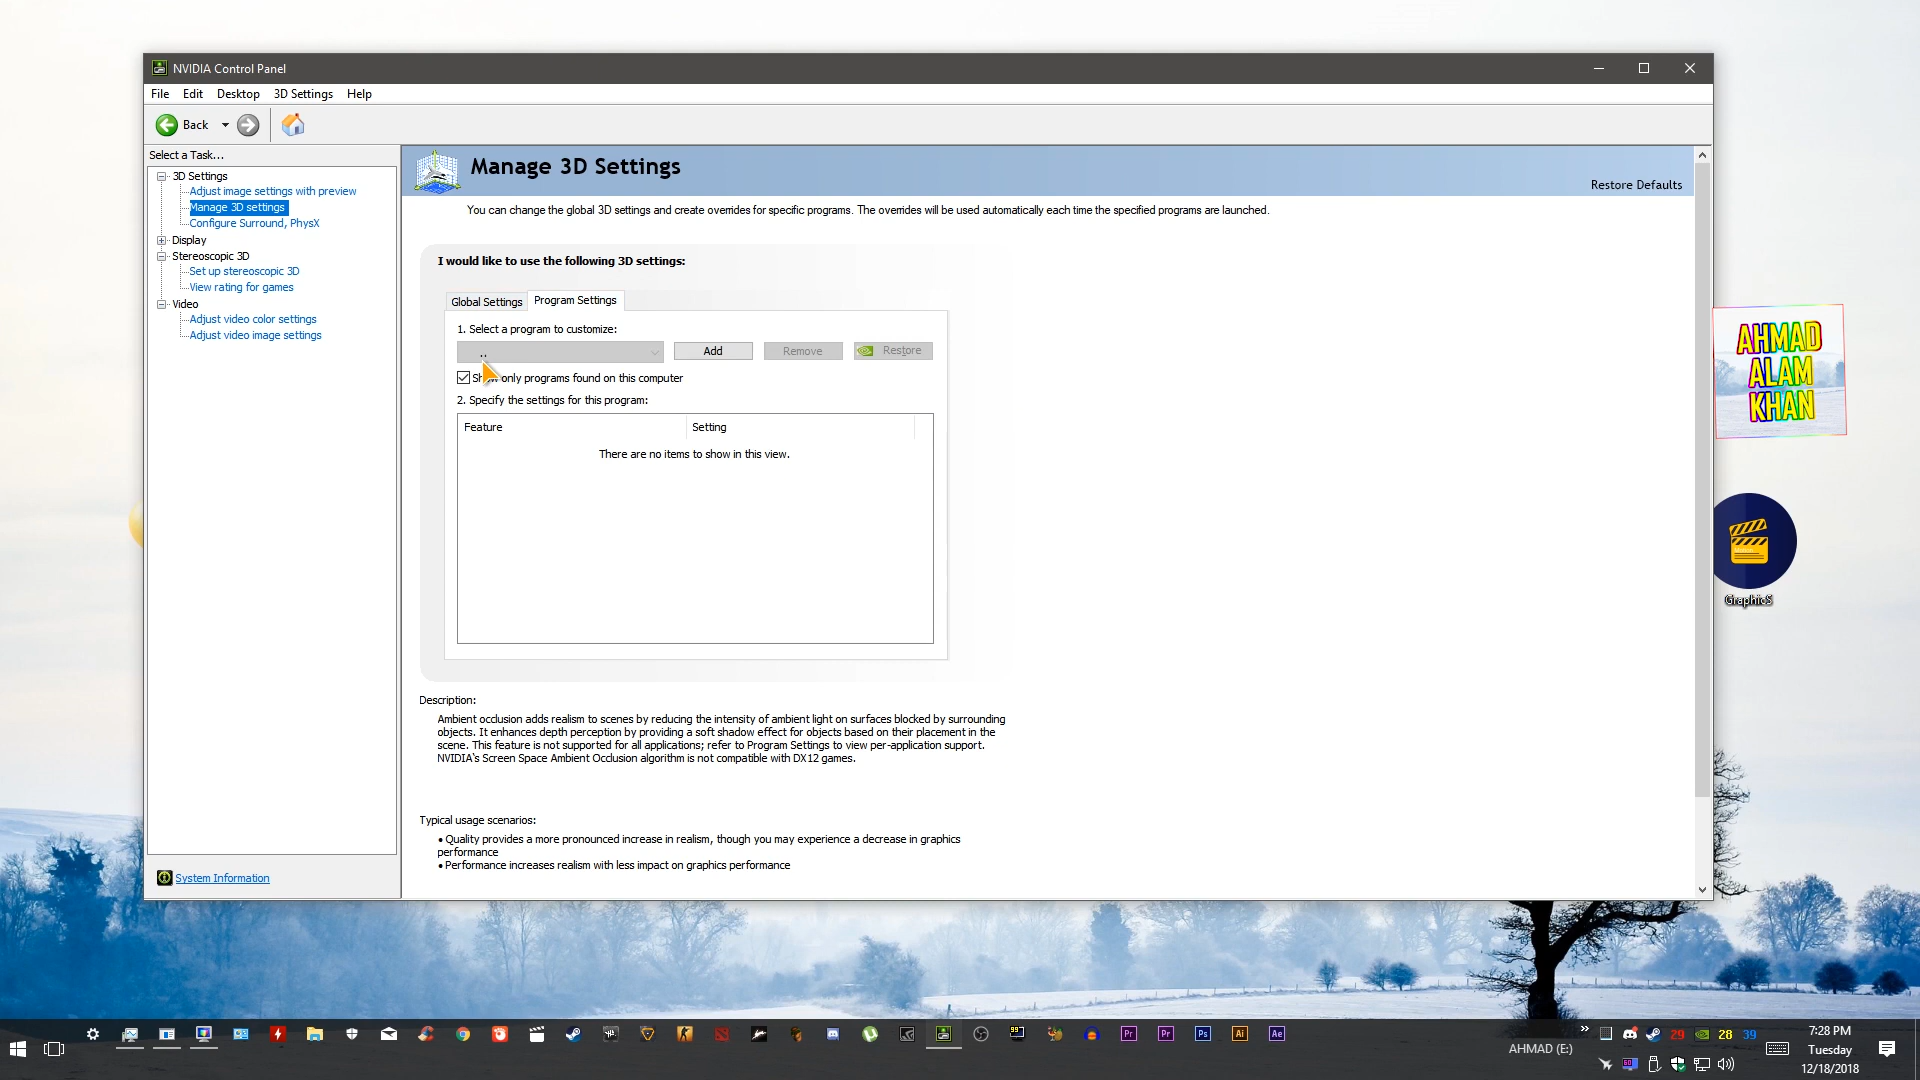 NVIDIA Control Panel
File Edit Desktop 3D Settings Help
Back
Select a Task...
3D Settings
Adjust image settings with preview
Manage 3D settings
Configure Surround, PhysX
Display
Stereoscopic 3D
Set up stereoscopic 3D
View rating for games
Video
Adjust video color settings
Adjust video image settings
System Information
Manage 3D Settings
Restore Defaults
You can change the global 3D settings and create overrides for specific programs. The overrides will be used automatically each time the specified programs are launched.
I would like to use the following 3D settings:
Global Settings Program Settings
1. Select a program to customize:
.. Add Remove Restore
Show only programs found on this computer
2. Specify the settings for this program:
Feature Setting
There are no items to show in this view.
Description:
Ambient occlusion adds realism to scenes by reducing the intensity of ambient light on surfaces blocked by surrounding
objects. It enhances depth perception by providing a soft shadow effect for objects based on their placement in the
scene. This feature is not supported for all applications; refer to Program Settings to view per-application support.
NVIDIA's Screen Space Ambient Occlusion algorithm is not compatible with DX12 games.
Typical usage scenarios:
• Quality provides a more pronounced increase in realism, though you may experience a decrease in graphics
performance
• Performance increases realism with less impact on graphics performance
AHMAD
ALAM
KHAN
GraphicS
Pr Pr Ps Ai Ae
AHMAD (E:)
29 28 39
60
99
7:28 PM
Tuesday
12/18/2018